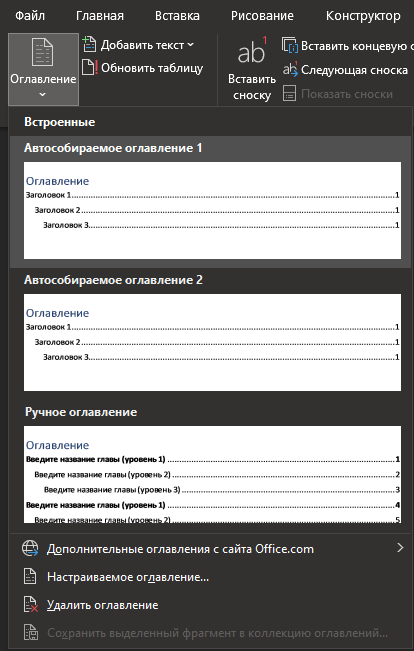 Файл Главная Вставка Рисование Конструктор
Оглавление
Добавить текст
Обновить таблицу
ab1
Вставить сноску
Вставить концевую с
ab Следующая сноска
Показать сноски
Встроенные
Автособираемое оглавление 1
Оглавление
Заголовок 1 1
Заголовок 2 1
Заголовок 3 1
Автособираемое оглавление 2
Оглавление
Заголовок 1 1
Заголовок 2 1
Заголовок 3 1
Ручное оглавление
Оглавление
Введите название главы (уровень 1) 1
Введите название главы (уровень 2) 2
Введите название главы (уровень 3) 3
Введите название главы (уровень 1) 4
Введите название главы (уровень 2) 5
Дополнительные оглавления с сайта Office.com
Настраиваемое оглавление...
Удалить оглавление
Сохранить выделенный фрагмент в коллекцию оглавлений...